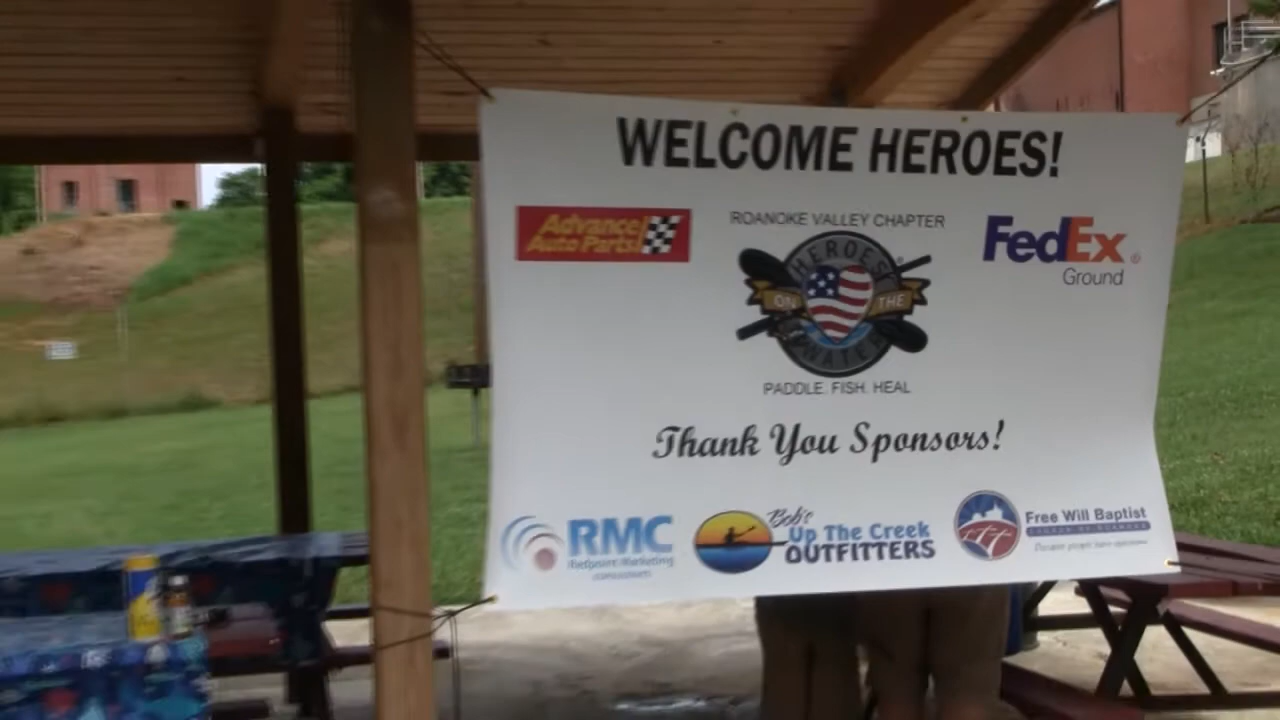 WELCOME HEROES!
Advance
Auto Parts
ROANOKE VALLEY CHAPTER
FedEx®
Ground
HEROES
ON THE
WATER
PADDLE. FISH. HEAL
Thank You Sponsors!
RMC
Redpoint Marketing
Bob's
Up The Creek
OUTFITTERS
Free Will Baptist